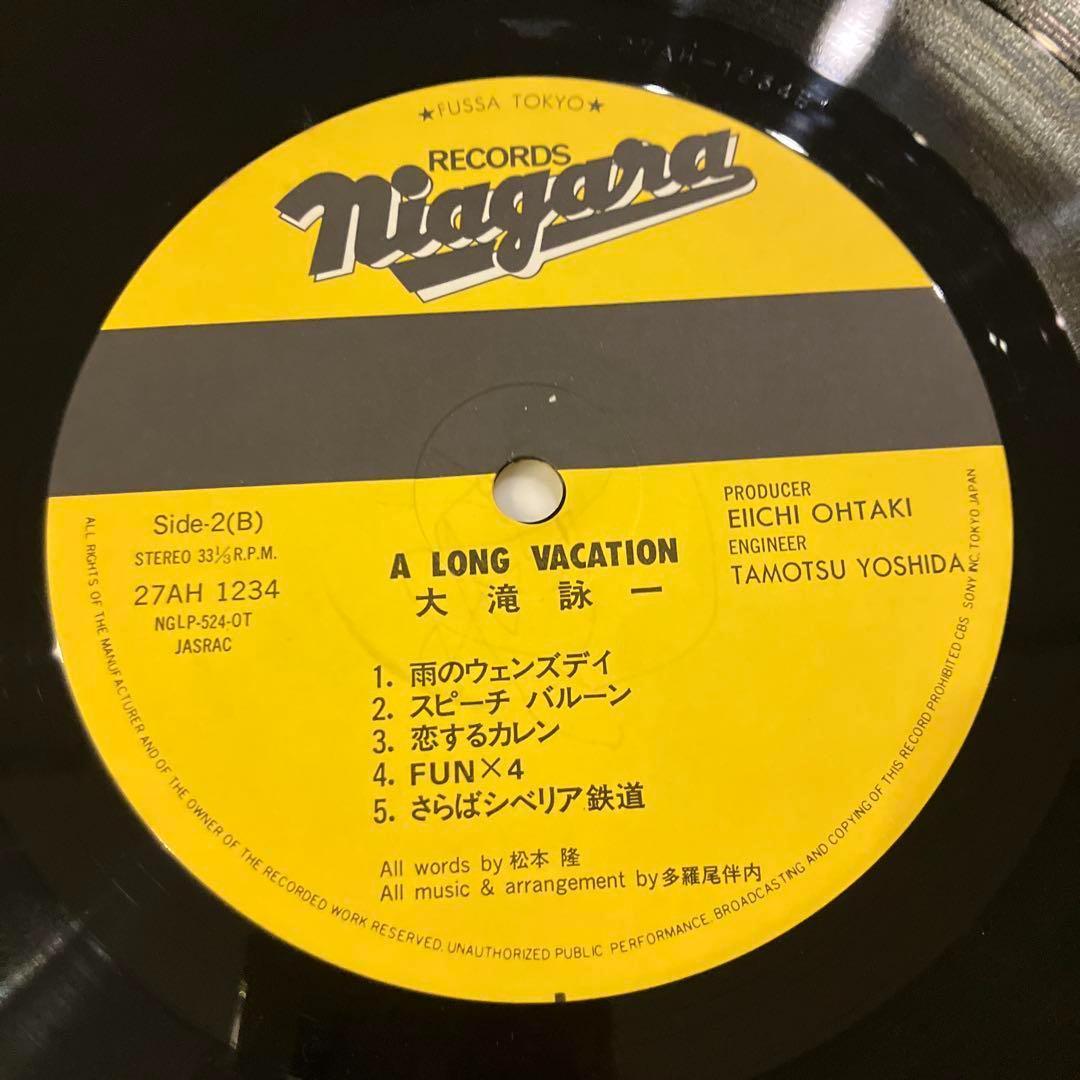 ★FUSSA TOKYO★
RECORDS
Niagara
Side-2(B)
STEREO 33⅓R.P.M.
27AH 1234
NGLP-524-OT
JASRAC
PRODUCER
EIICHI OHTAKI
ENGINEER
TAMOTSU YOSHIDA
A LONG VACATION
大滝詠一
1. 雨のウェンズデイ
2. スピーチ バルーン
3. 恋するカレン
4. FUN×4
5. さらばシベリア鉄道
All words by 松本 隆
All music & arrangement by 多羅尾伴内
ALL RIGHTS OF THE MANUFACTURER AND OF THE OWNER OF THE RECORDED WORK RESERVED. UNAUTHORIZED PUBLIC PERFORMANCE. BROADCASTING AND COPYING OF THIS RECORD PROHIBITED CBS SONY INC. TOKYO JAPAN